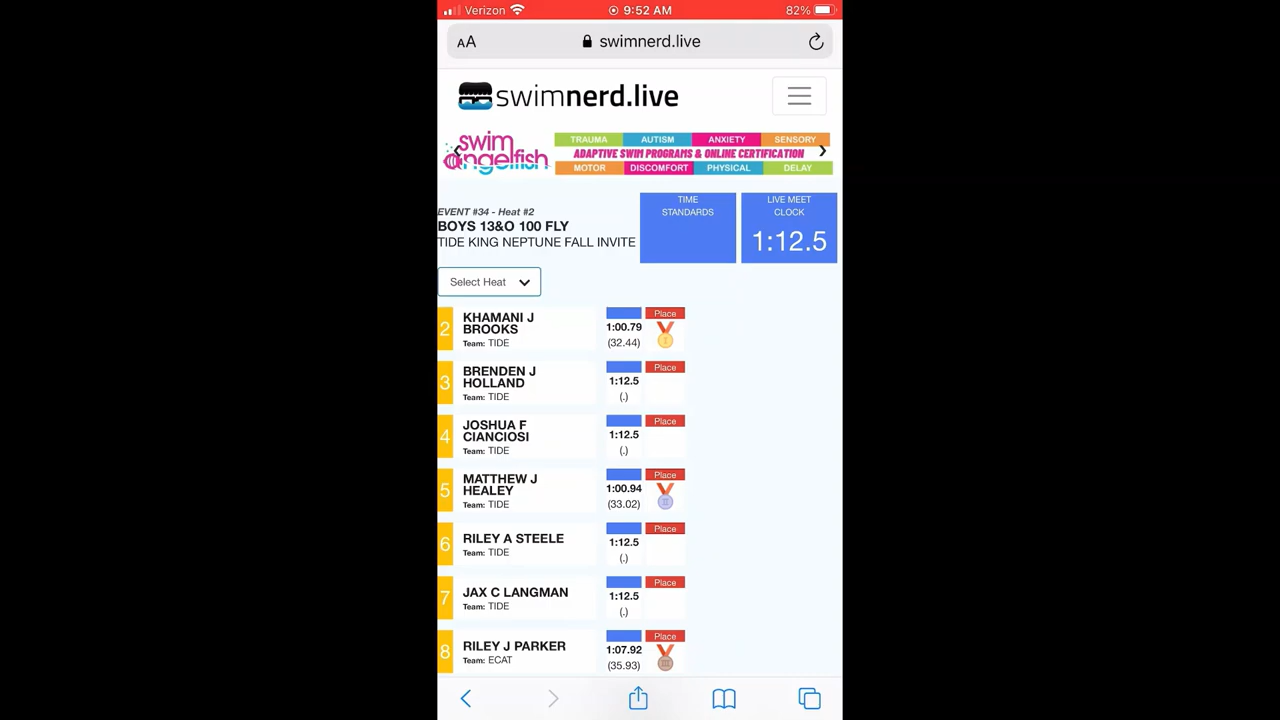 Verizon 9:52 AM 82%
AA swimnerd.live
swimnerd.live
swim
angelfish
TRAUMA AUTISM ANXIETY SENSORY
ADAPTIVE SWIM PROGRAMS & ONLINE CERTIFICATION
MOTOR DISCOMFORT PHYSICAL DELAY
EVENT #34 - Heat #2
BOYS 13&O 100 FLY
TIDE KING NEPTUNE FALL INVITE
TIME
STANDARDS
LIVE MEET
CLOCK
1:12.5
Select Heat
2
KHAMANI J
BROOKS
Team: TIDE
1:00.79
(32.44)
Place
3
BRENDEN J
HOLLAND
Team: TIDE
1:12.5
(.)
Place
4
JOSHUA F
CIANCIOSI
Team: TIDE
1:12.5
(.)
Place
5
MATTHEW J
HEALEY
Team: TIDE
1:00.94
(33.02)
Place
6
RILEY A STEELE
Team: TIDE
1:12.5
(.)
Place
7
JAX C LANGMAN
Team: TIDE
1:12.5
(.)
Place
8
RILEY J PARKER
Team: ECAT
1:07.92
(35.93)
Place